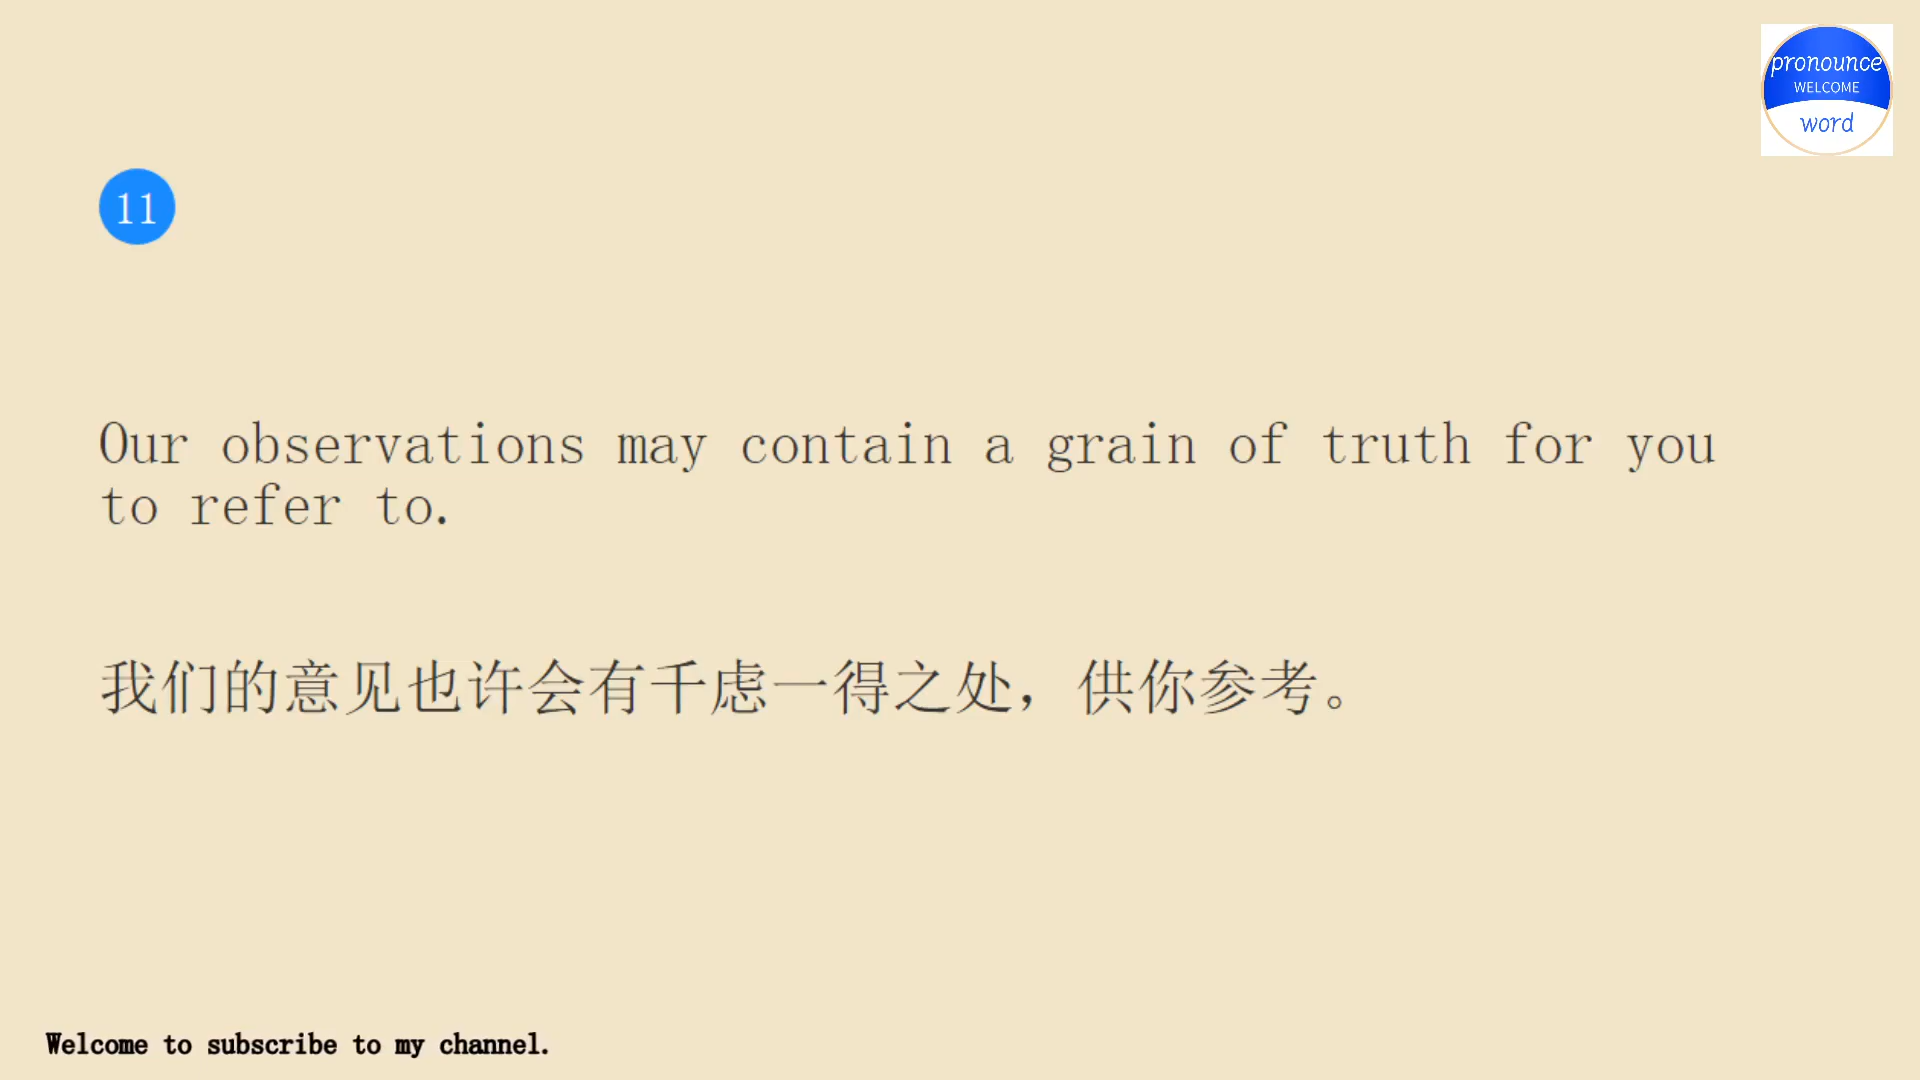 pronounce
WELCOME
word
11
Our observations may contain a grain of truth for you
to refer to.
我们的意见也许会有千虑一得之处，供你参考。
Welcome to subscribe to my channel.